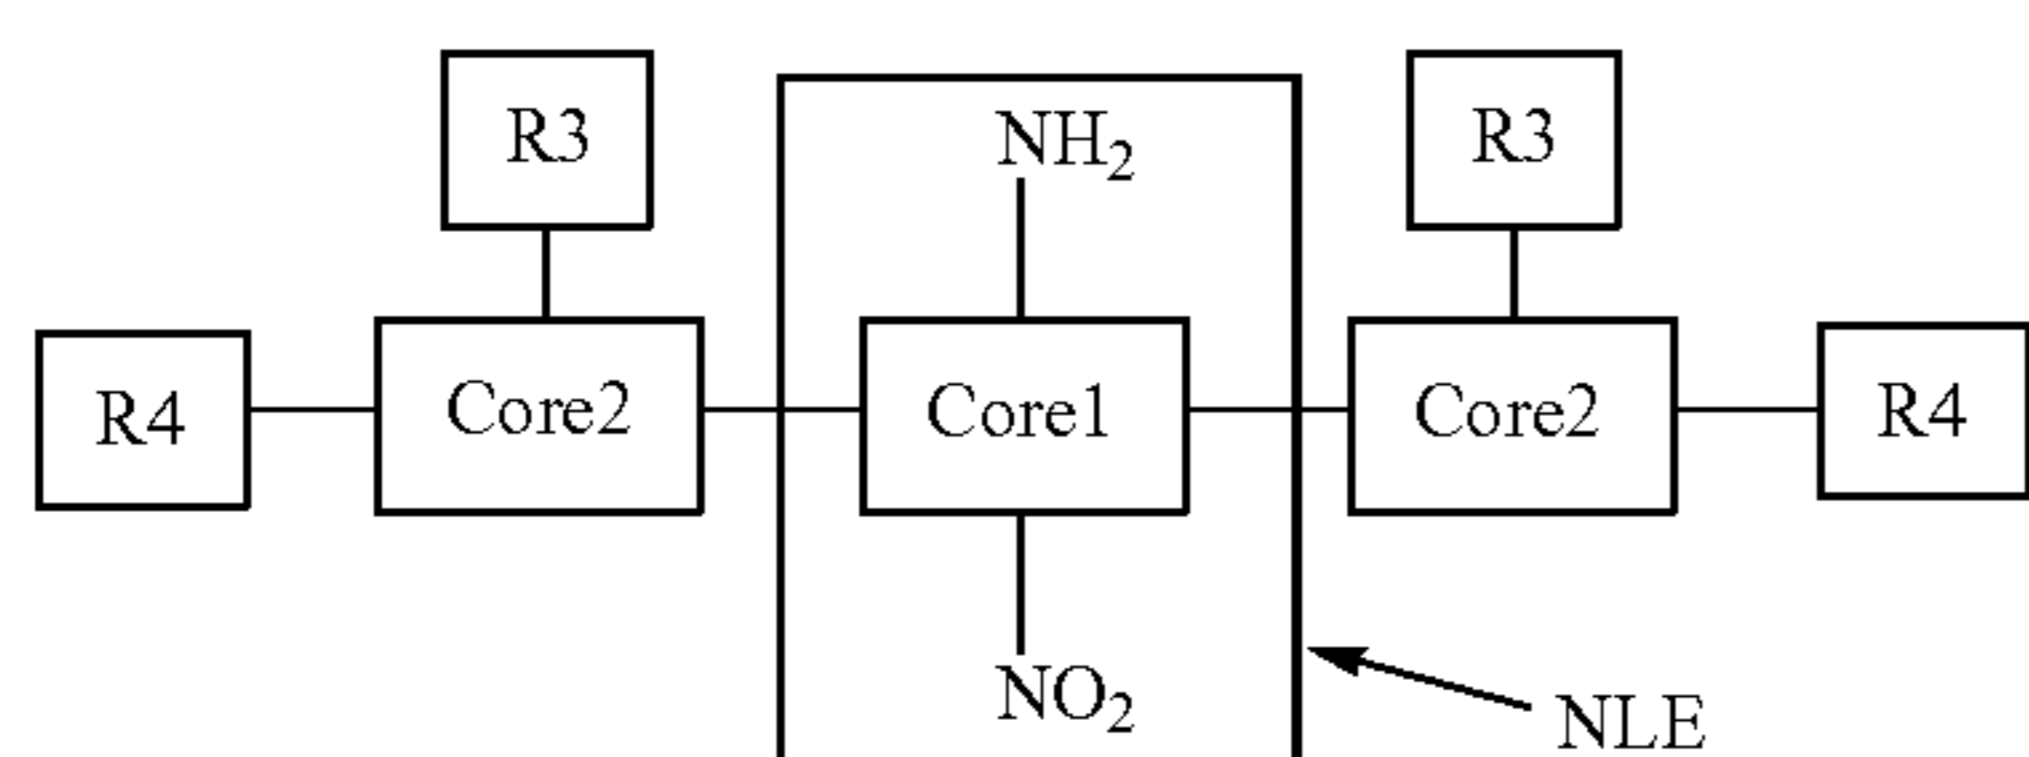 R3 NH₂ R3
R4 Core2 Core1 Core2 R4
NO₂ NLE